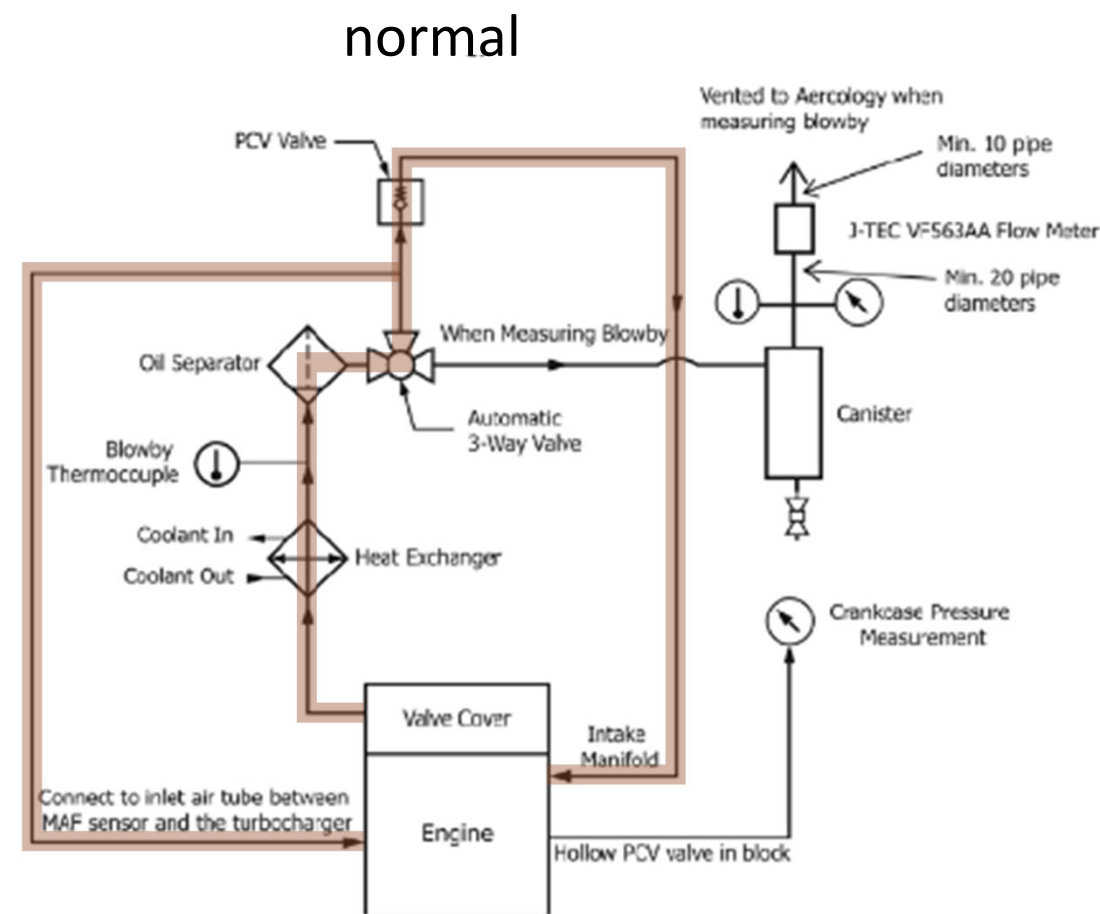 normal
Vented to Aercology when
measuring blowby
PCV Valve
Min. 10 pipe
diameters
J-TEC VF563AA Flow Meter
Min. 20 pipe
diameters
When Measuring Blowby
Oil Separator
Automatic
3-Way Valve
Canister
Blowby
Thermocouple
Coolant In
Heat Exchanger
Coolant Out
Crankcase Pressure
Measurement
Valve Cover
Intake
Manifold
Connect to inlet air tube between
MAF sensor and the turbocharger
Engine
Hollow PCV valve in block